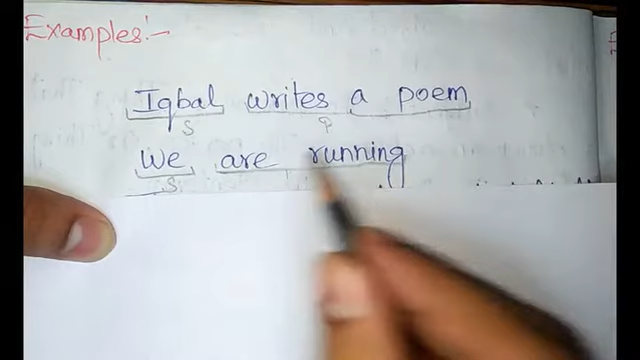 Examples:-
Iqbal writes a poem
S P
We are running
S